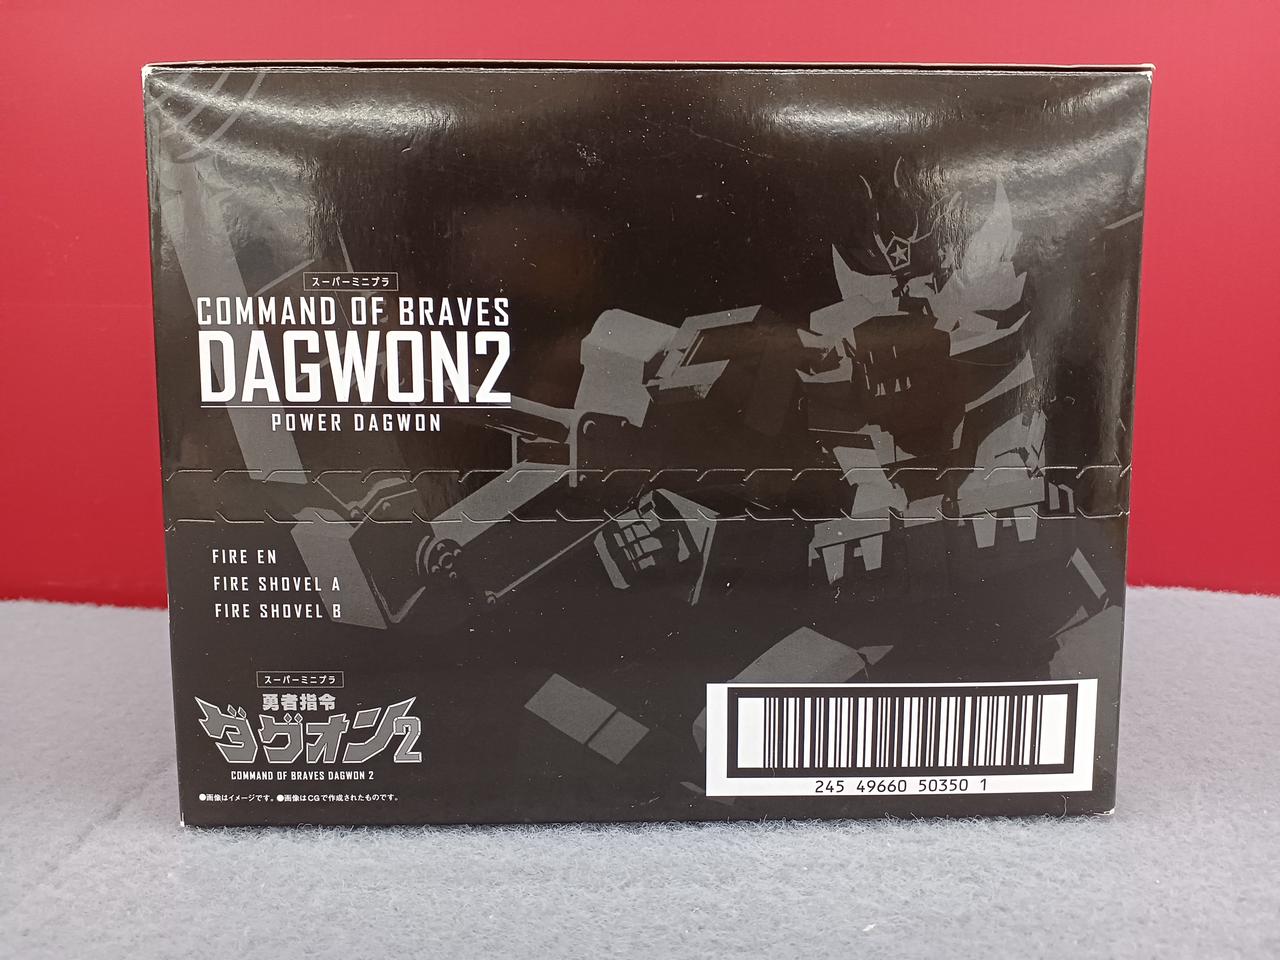 スーパーミニプラ
COMMAND OF BRAVES
DAGWON2
POWER DAGWON
FIRE EN
FIRE SHOVEL A
FIRE SHOVEL B
スーパーミニプラ
勇者指令
ダグオン2
COMMAND OF BRAVES DAGWON 2
●画像はイメージです。●画像はCGで作成されたものです。
245 49660 50350 1